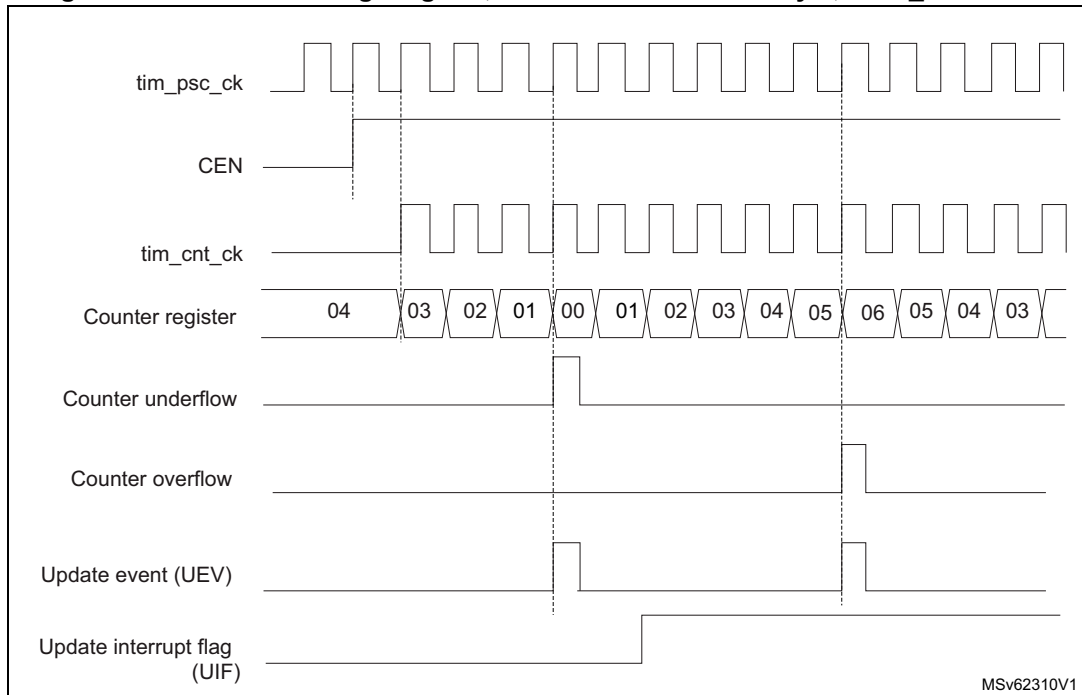 tim_psc_ck
CEN
tim_cnt_ck
Counter register 04 03 02 01 00 01 02 03 04 05 06 05 04 03
Counter underflow
Counter overflow
Update event (UEV)
Update interrupt flag
(UIF)
MSv62310V1